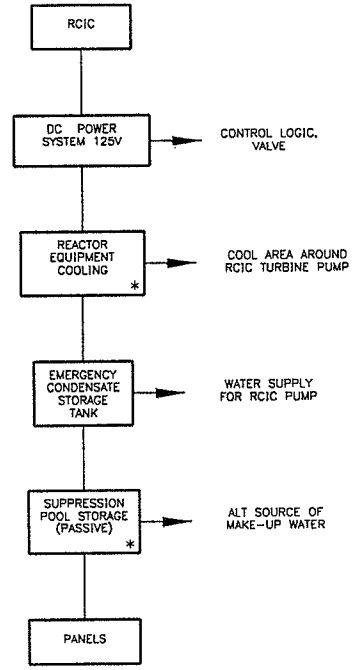 RCIC
DC POWER
SYSTEM 125V
CONTROL LOGIC,
VALVE
REACTOR
EQUIPMENT
COOLING
*
COOL AREA AROUND
RCIC TURBINE PUMP
EMERGENCY
CONDENSATE
STORAGE
TANK
WATER SUPPLY
FOR RCIC PUMP
SUPPRESSION
POOL STORAGE
(PASSIVE)
*
ALT SOURCE OF
MAKE-UP WATER
PANELS